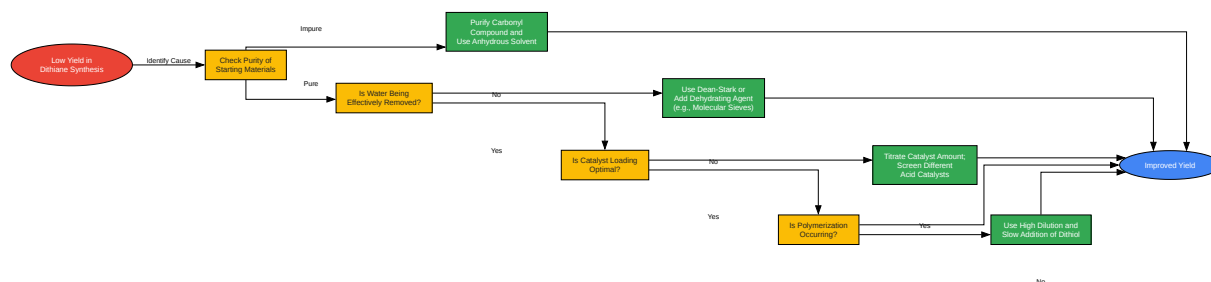 Low Yield in
Dithiane Synthesis
Identify Cause
Check Purity of
Starting Materials
Impure
Purify Carbonyl
Compound and
Use Anhydrous Solvent
Pure
Is Water Being
Effectively Removed?
No
Use Dean-Stark or
Add Dehydrating Agent
(e.g., Molecular Sieves)
Yes
Is Catalyst Loading
Optimal?
No
Titrate Catalyst Amount;
Screen Different
Acid Catalysts
Improved Yield
Yes
Is Polymerization
Occurring?
Yes
Use High Dilution and
Slow Addition of Dithiol
No